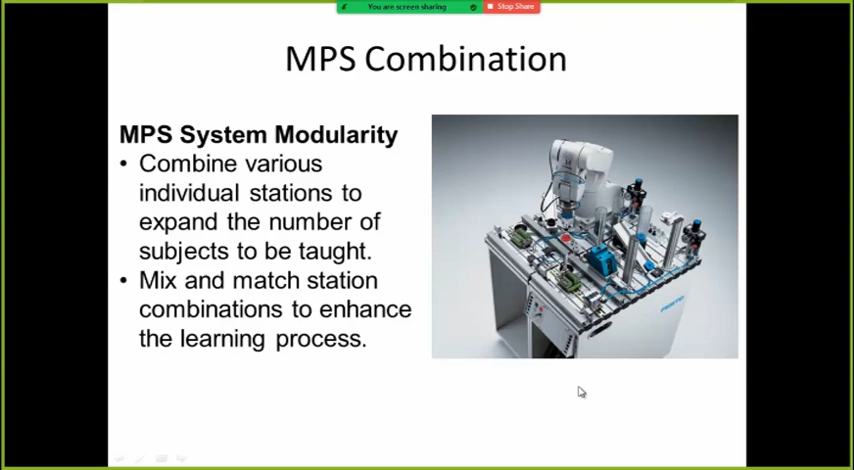 You are screen sharing
Stop Share
MPS Combination
MPS System Modularity
• Combine various
individual stations to
expand the number of
subjects to be taught.
• Mix and match station
combinations to enhance
the learning process.
FESTO